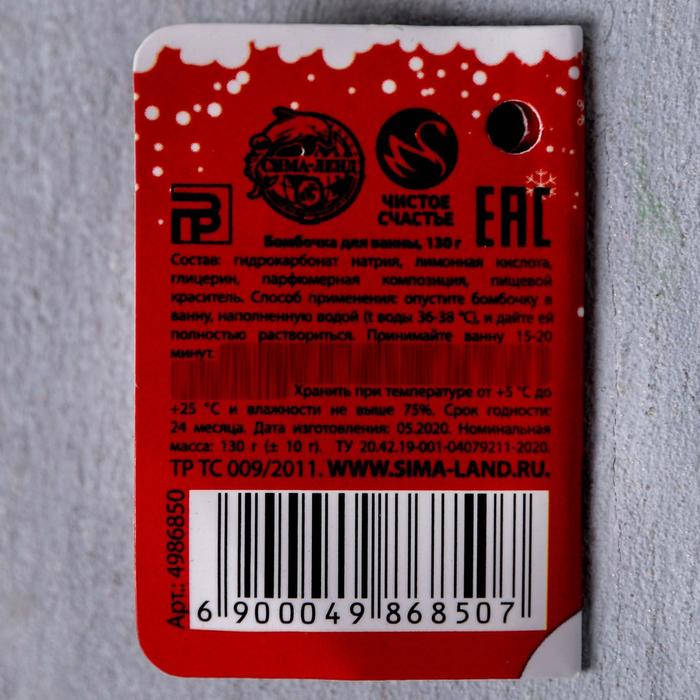 СИМА-ЛЕНД
ЧИСТОЕ
СЧАСТЬЕ
ЕАС
Бомбочка для ванны, 130 г
Состав: гидрокарбонат натрия, лимонная кислота,
глицерин, парфюмерная композиция, пищевой
краситель. Способ применения: опустите бомбочку в
ванну, наполненную водой (t воды 36-38 °С), и дайте ей
полностью раствориться. Принимайте ванну 15-20
минут.
Хранить при температуре от +5 °С до
+25 °С и влажности не выше 75%. Срок годности:
24 месяца. Дата изготовления: 05.2020. Номинальная
масса: 130 г (± 10 г). ТУ 20.42.19-001-04079211-2020.
ТР ТС 009/2011. WWW.SIMA-LAND.RU.
Арт.: 4986850
6 900049 868507